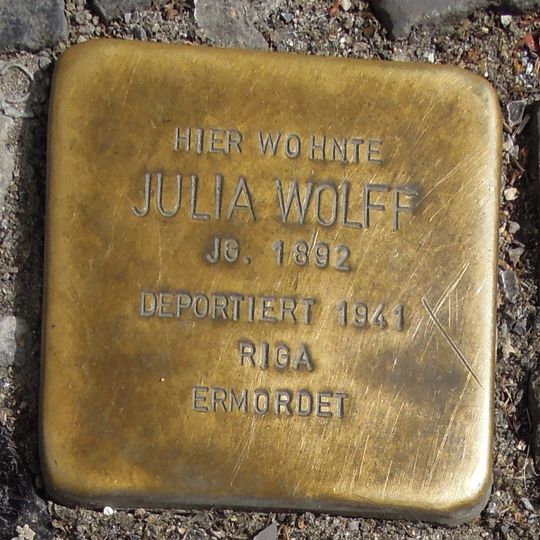 HIER WOHNTE
JULIA WOLFF
JG. 1892
DEPORTIERT 1941
RIGA
ERMORDET